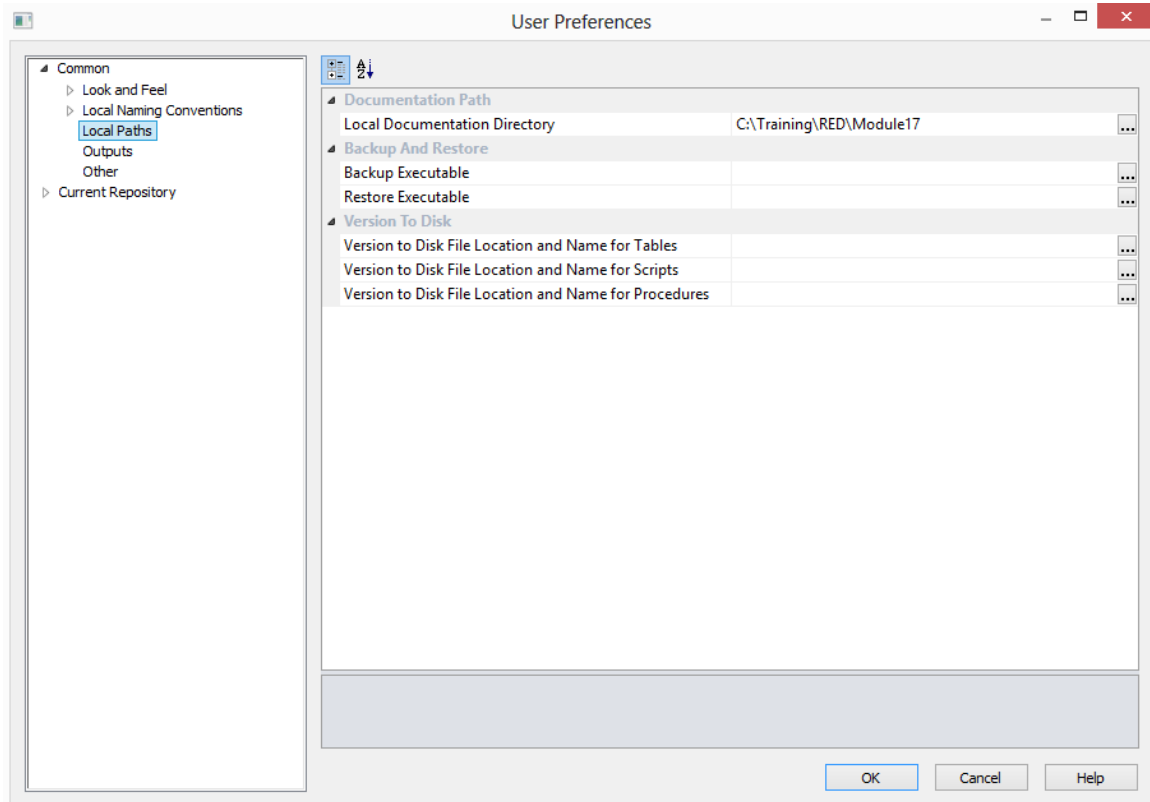 User Preferences
Common
Look and Feel
Local Naming Conventions
Local Paths
Outputs
Other
Current Repository
A
Z
Documentation Path
Local Documentation Directory C:\Training\RED\Module17 ...
Backup And Restore
Backup Executable ...
Restore Executable ...
Version To Disk
Version to Disk File Location and Name for Tables ...
Version to Disk File Location and Name for Scripts ...
Version to Disk File Location and Name for Procedures ...
OK Cancel Help